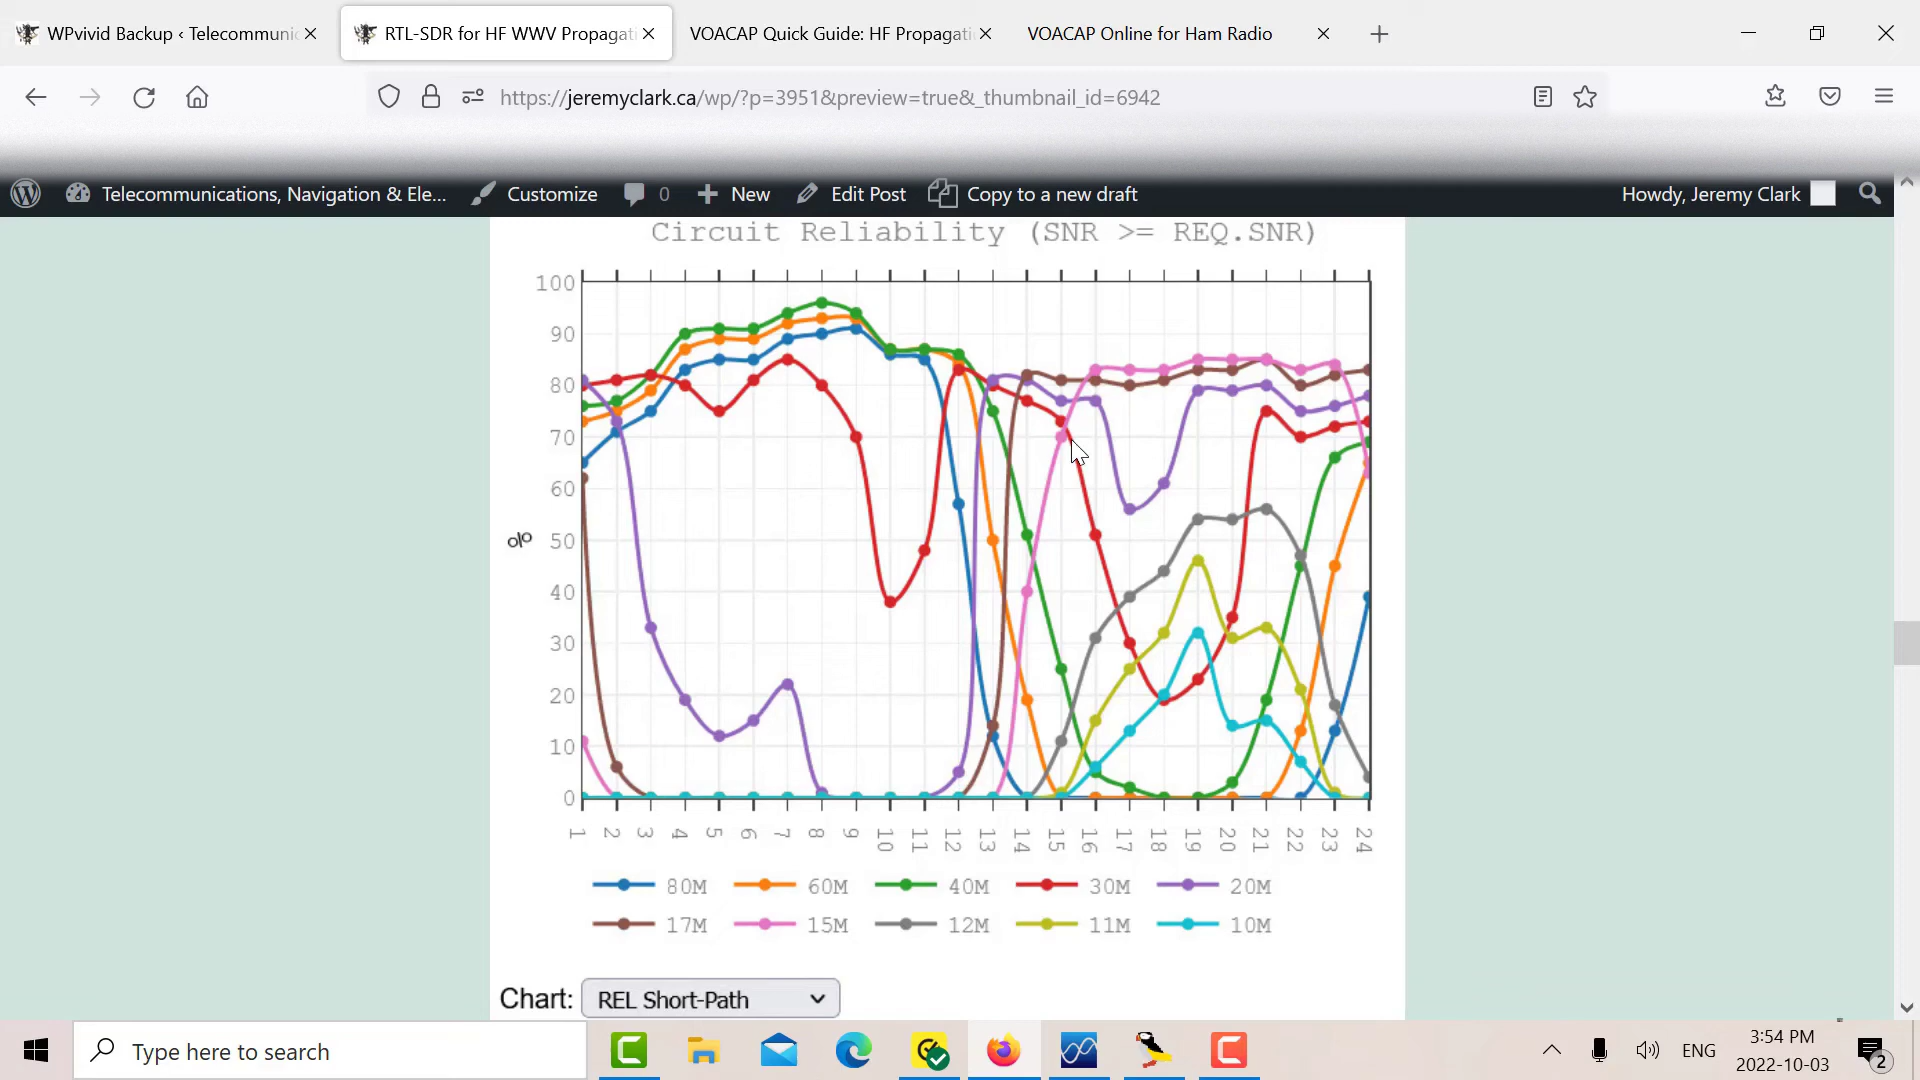 WPvivid Backup ‹ Telecommunic
RTL-SDR for HF WWV Propagati
VOACAP Quick Guide: HF Propagati
VOACAP Online for Ham Radio
https://jeremyclark.ca/wp/?p=3951&preview=true&_thumbnail_id=6942
Telecommunications, Navigation & Ele...
Customize
0
New
Edit Post
Copy to a new draft
Howdy, Jeremy Clark
Circuit Reliability (SNR >= REQ.SNR)
100
90
80
70
60
%
50
40
30
20
10
0
1 2 3 4 5 6 7 8 9 10 11 12 13 14 15 16 17 18 19 20 21 22 23 24
80M 60M 40M 30M 20M
17M 15M 12M 11M 10M
Chart: REL Short-Path
Type here to search
ENG
3:54 PM
2022-10-03
2